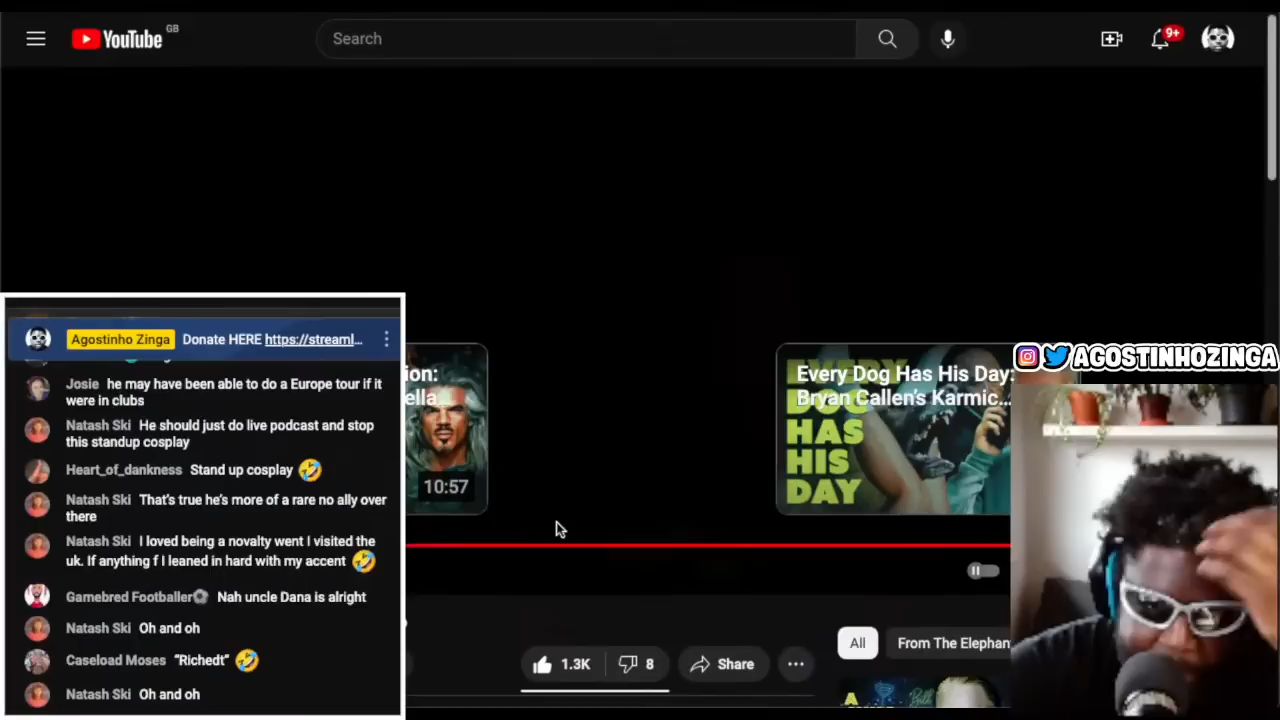 YouTube GB
Search
9+
Agostinho Zinga Donate HERE https://streaml...
Josie he may have been able to do a Europe tour if it
were in clubs
Natash Ski He should just do live podcast and stop
this standup cosplay
Heart_of_dankness Stand up cosplay 🤣
Natash Ski That's true he's more of a rare no ally over
there
Natash Ski I loved being a novalty went I visited the
uk. If anything f I leaned in hard with my accent 🤣
Gamebred Footballer⚽ Nah uncle Dana is alright
Natash Ski Oh and oh
Caseload Moses "Richedt" 🤣
Natash Ski Oh and oh
ion:
ella...
10:57
Every Dog Has His Day:
Bryan Callen's Karmic...
EVERY
DOG
HAS
HIS
DAY
AGOSTINHOZINGA
1.3K
8
Share
All
From The Elephan
A